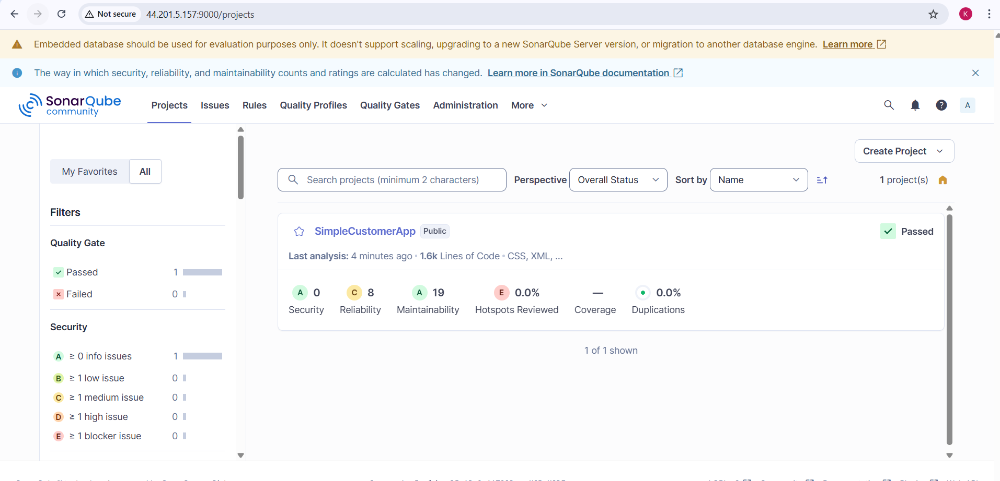 Not secure 44.201.5.157:9000/projects K
Embedded database should be used for evaluation purposes only. It doesn't support scaling, upgrading to a new SonarQube Server version, or migration to another database engine. Learn more
The way in which security, reliability, and maintainability counts and ratings are calculated has changed. Learn more in SonarQube documentation
SonarQube community
Projects Issues Rules Quality Profiles Quality Gates Administration More ? A
Create Project
My Favorites All
Search projects (minimum 2 characters) Perspective Overall Status Sort by Name 1 project(s)
Filters
Quality Gate
Passed 1
Failed 0
Security
A ≥ 0 info issues 1
B ≥ 1 low issue 0
C ≥ 1 medium issue 0
D ≥ 1 high issue 0
E ≥ 1 blocker issue 0
SimpleCustomerApp Public Passed
Last analysis: 4 minutes ago • 1.6k Lines of Code • CSS, XML, ...
A 0 C 8 A 19 E 0.0% — 0.0%
Security Reliability Maintainability Hotspots Reviewed Coverage Duplications
1 of 1 shown